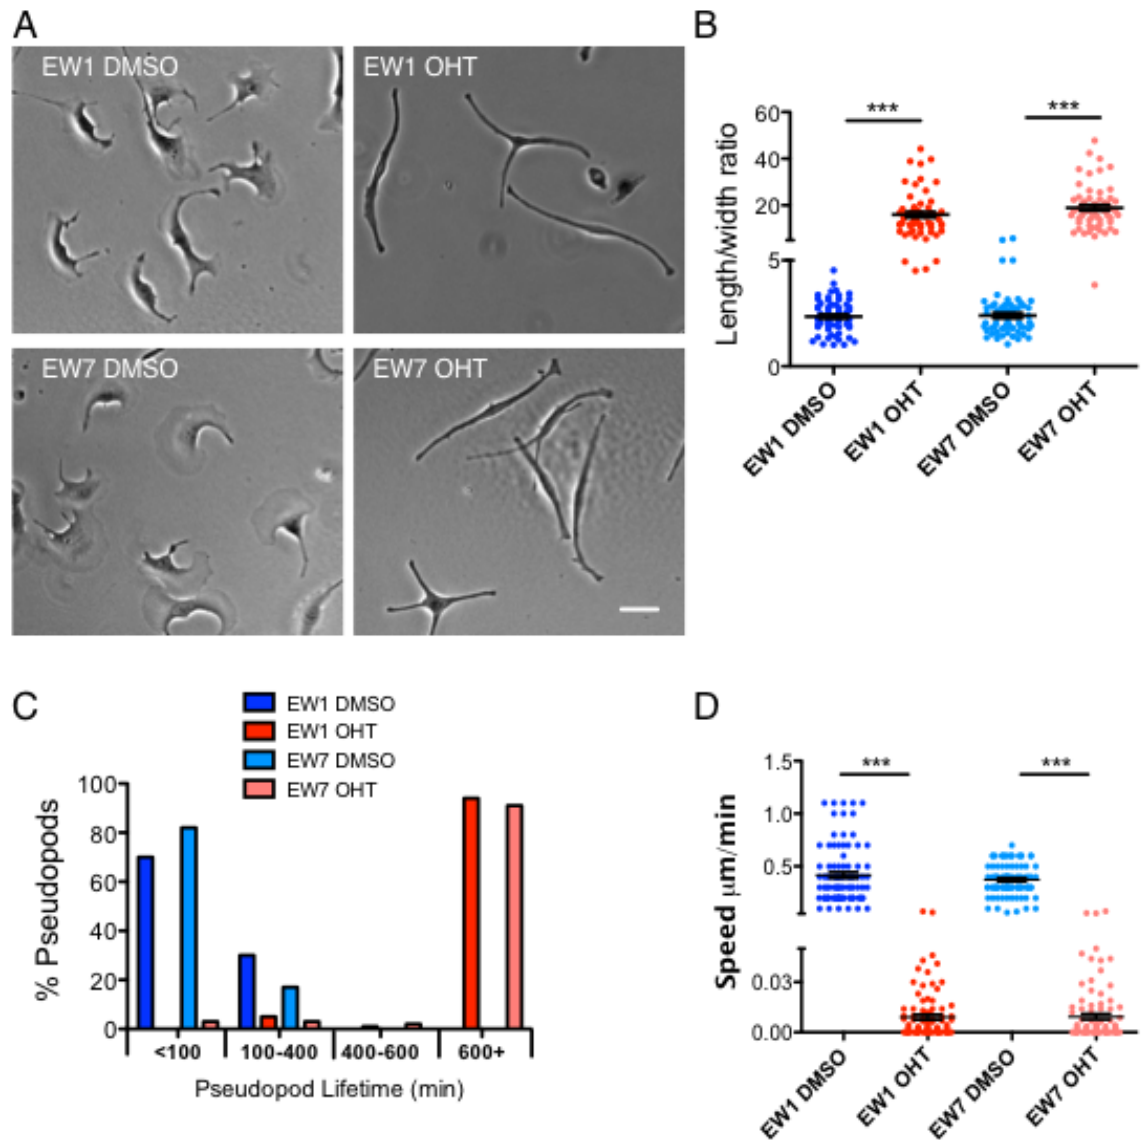 A
EW1 DMSO
EW1 OHT
EW7 DMSO
EW7 OHT
B
Length/width ratio
60
40
20
5
0
***
***
EW1 DMSO
EW1 OHT
EW7 DMSO
EW7 OHT
C
EW1 DMSO
EW1 OHT
EW7 DMSO
EW7 OHT
% Pseudopods
100
80
60
40
20
0
<100
100-400
400-600
600+
Pseudopod Lifetime (min)
D
Speed μm/min
1.5
1.0
0.5
0.03
0.00
***
***
EW1 DMSO
EW1 OHT
EW7 DMSO
EW7 OHT